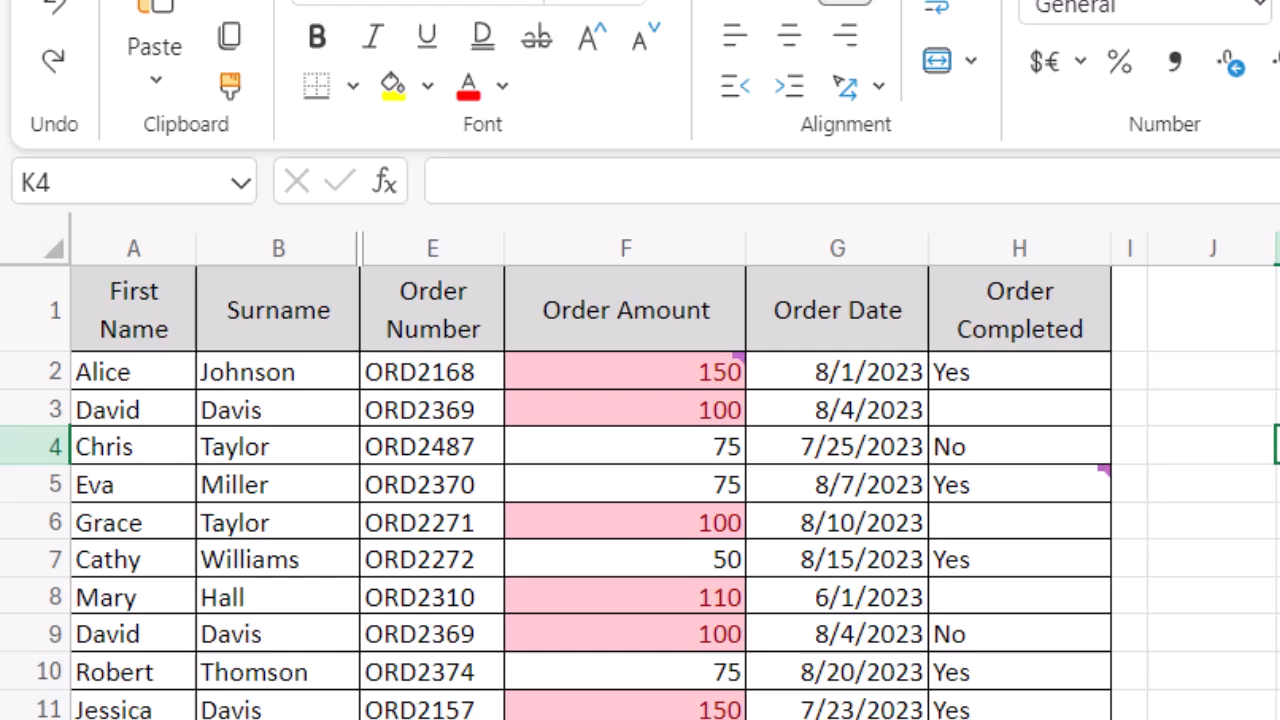 General
Paste
B I U D ab A A
A
$€ % 9
Undo Clipboard Font Alignment Number
K4 fx
A B E F G H I J
1 First Name Surname Order Number Order Amount Order Date Order Completed
2 Alice Johnson ORD2168 150 8/1/2023 Yes
3 David Davis ORD2369 100 8/4/2023
4 Chris Taylor ORD2487 75 7/25/2023 No
5 Eva Miller ORD2370 75 8/7/2023 Yes
6 Grace Taylor ORD2271 100 8/10/2023
7 Cathy Williams ORD2272 50 8/15/2023 Yes
8 Mary Hall ORD2310 110 6/1/2023
9 David Davis ORD2369 100 8/4/2023 No
10 Robert Thomson ORD2374 75 8/20/2023 Yes
11 Jessica Davis ORD2157 150 7/23/2023 Yes